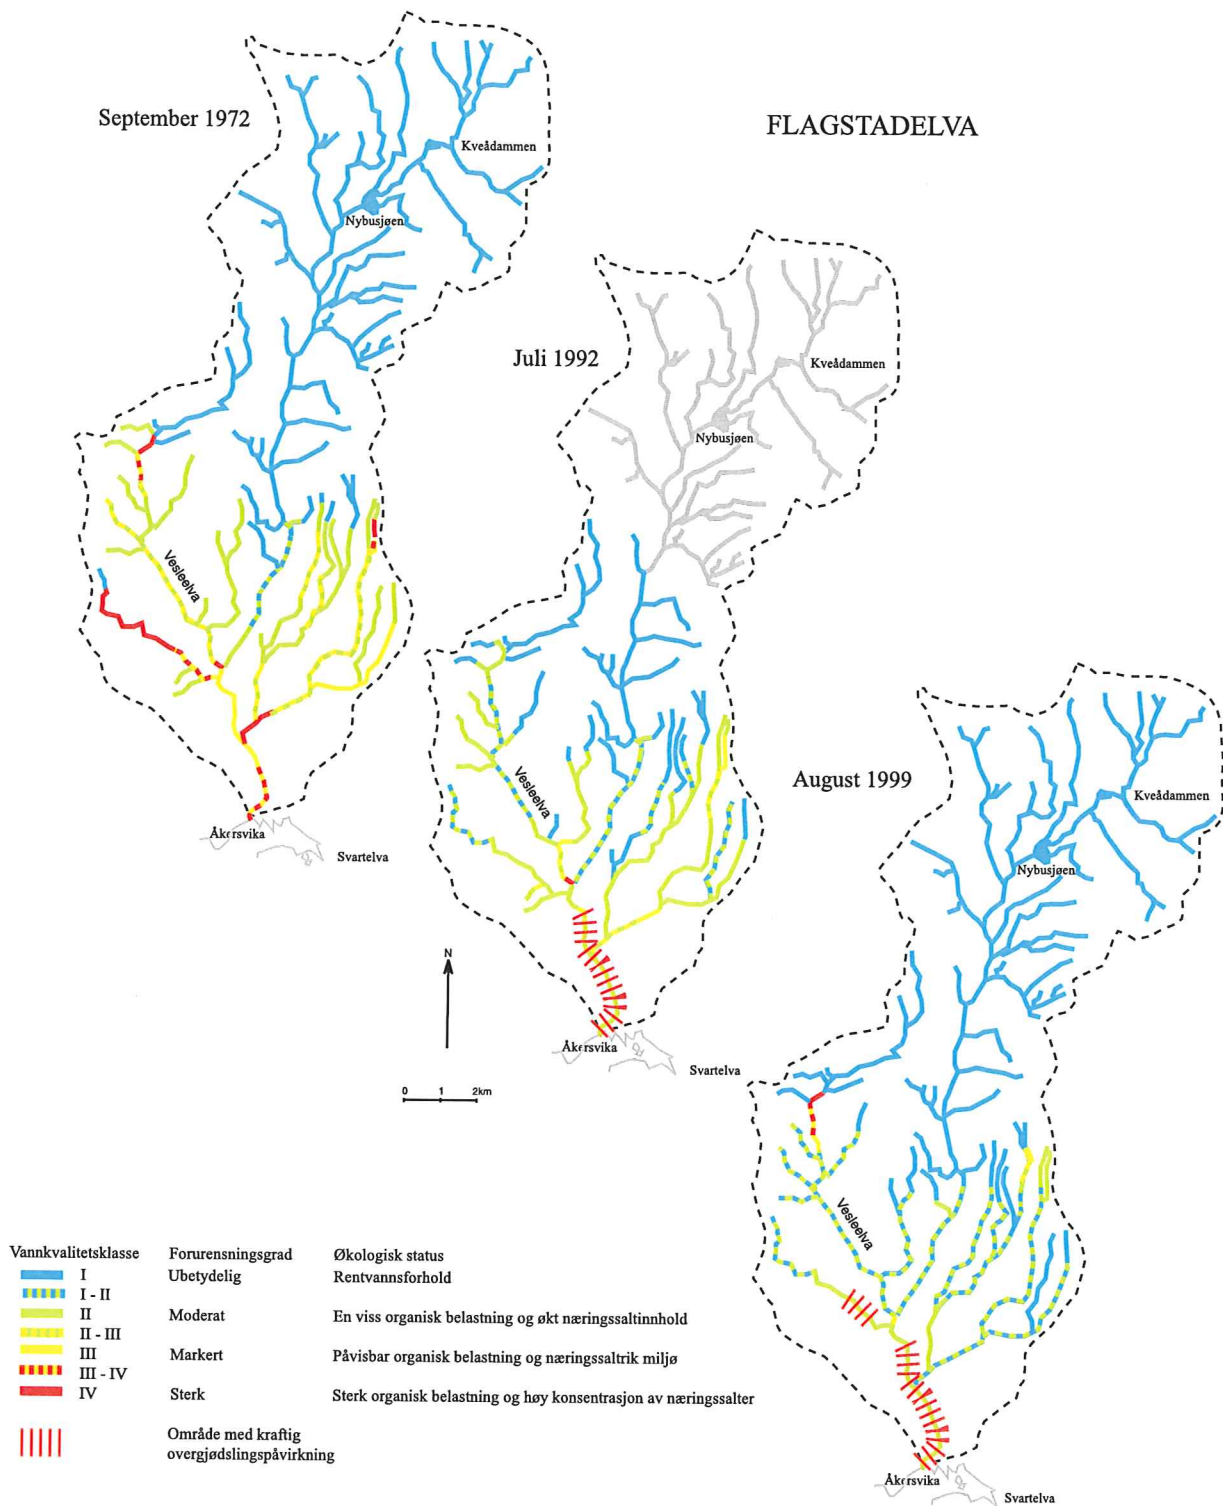 September 1972
FLAGSTADELVA
Kveådammen
Nybusjøen
Vesleelva
Åkersvika
Svartelva
Juli 1992
Kveådammen
Nybusjøen
Vesleelva
Åkersvika
Svartelva
August 1999
Kveådammen
Nybusjøen
Vesleelva
Åkersvika
Svartelva
N
0 1 2km
Vannkvalitetsklasse Forurensningsgrad Økologisk status
I Ubetydelig Rentvannsforhold
I - II
II Moderat En viss organisk belastning og økt næringssaltinnhold
II - III
III Markert Påvisbar organisk belastning og næringssaltrik miljø
III - IV
IV Sterk Sterk organisk belastning og høy konsentrasjon av næringssalter
Område med kraftig
overgjødslingspåvirkning